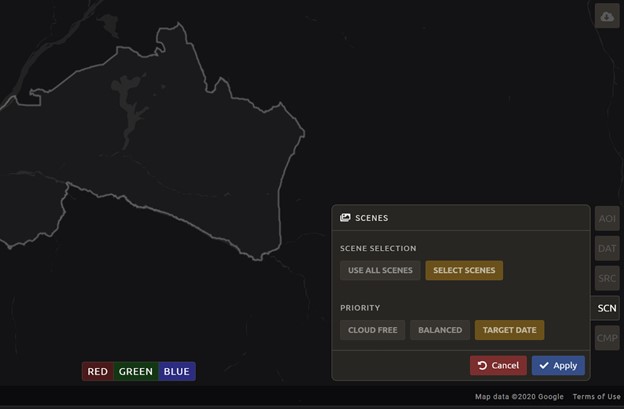 AOI
SCENES
DAT
SCENE SELECTION
USE ALL SCENES SELECT SCENES
SRC
PRIORITY
SCN
CLOUD FREE BALANCED TARGET DATE
CMP
Cancel Apply
RED GREEN BLUE
Map data ©2020 Google Terms of Use